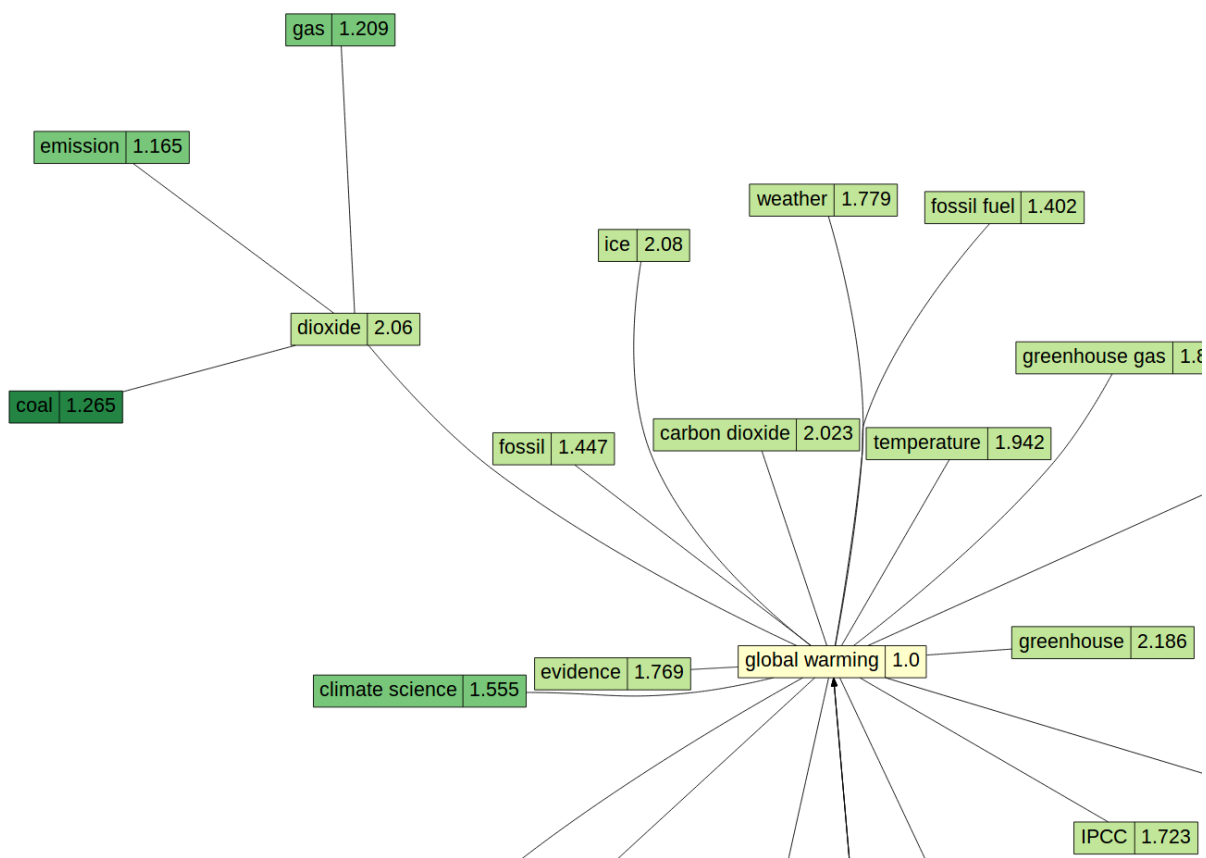 gas 1.209
emission 1.165
weather 1.779
fossil fuel 1.402
ice 2.08
dioxide 2.06
greenhouse gas 1.8
coal 1.265
carbon dioxide 2.023
temperature 1.942
fossil 1.447
greenhouse 2.186
global warming 1.0
evidence 1.769
climate science 1.555
IPCC 1.723